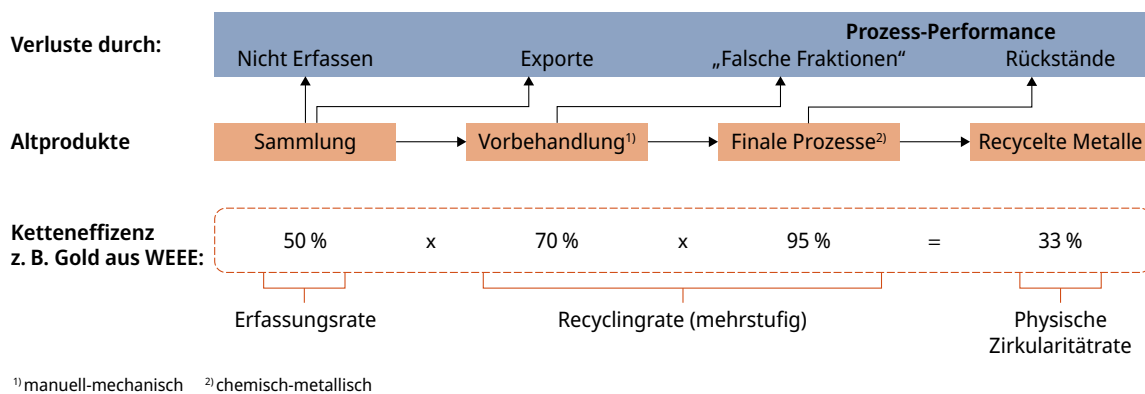 Prozess-Performance
Verluste durch:
Nicht Erfassen Exporte „Falsche Fraktionen“ Rückstände
Altprodukte Sammlung Vorbehandlung1) Finale Prozesse2) Recycelte Metalle
Ketteneffizenz
z. B. Gold aus WEEE:
50 % x 70 % x 95 % = 33 %
Erfassungsrate Recyclingrate (mehrstufig) Physische
Zirkularitätrate
1) manuell-mechanisch 2) chemisch-metallisch